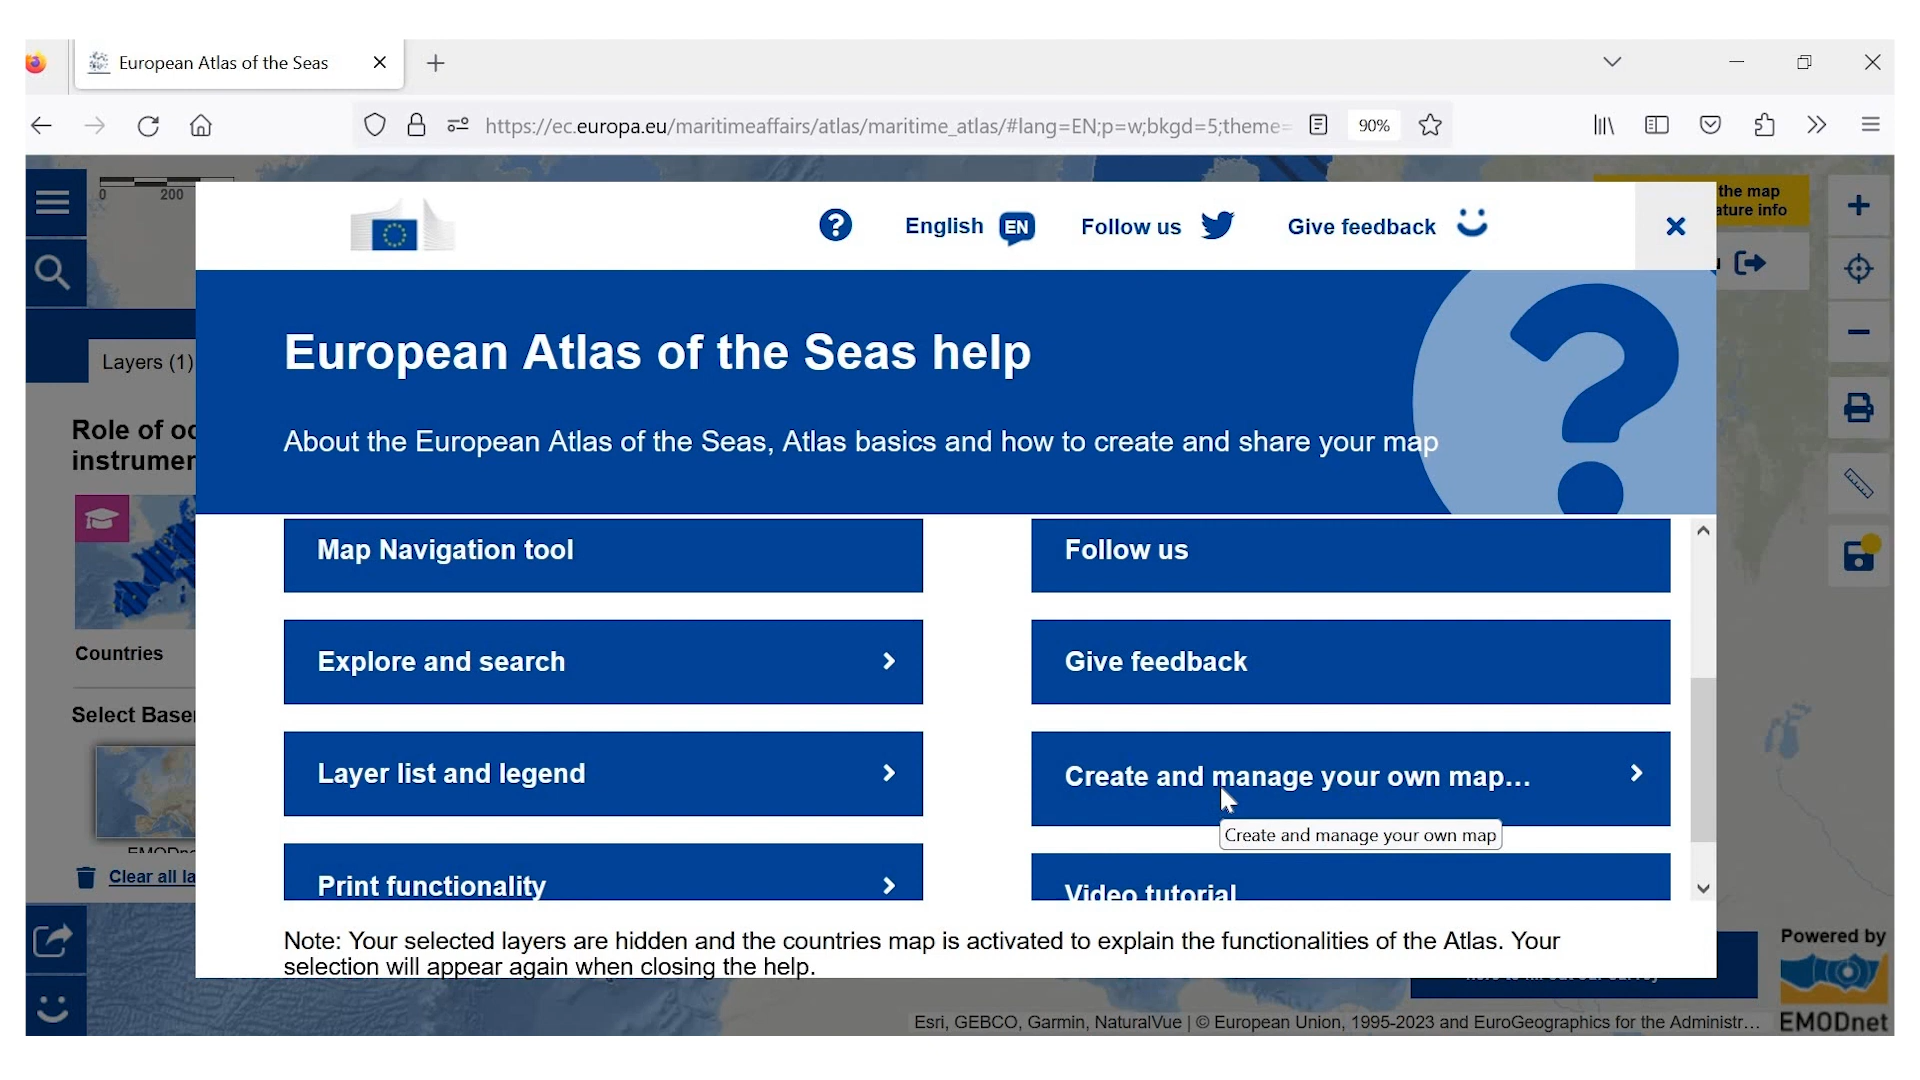 European Atlas of the Seas
https://ec.europa.eu/maritimeaffairs/atlas/maritime_atlas/#lang=EN;p=w;bkgd=5;theme=
90%
0 200
the map
ature info
English EN
Follow us
Give feedback
Layers (1)
European Atlas of the Seas help
About the European Atlas of the Seas, Atlas basics and how to create and share your map
Role of oc
instrumen
Countries
Select Base
Clear all la
Map Navigation tool
Follow us
Explore and search
Give feedback
Layer list and legend
Create and manage your own map...
Create and manage your own map
Print functionality
Video tutorial
Note: Your selected layers are hidden and the countries map is activated to explain the functionalities of the Atlas. Your
selection will appear again when closing the help.
Powered by
EMODnet
Esri, GEBCO, Garmin, NaturalVue | © European Union, 1995-2023 and EuroGeographics for the Administr...